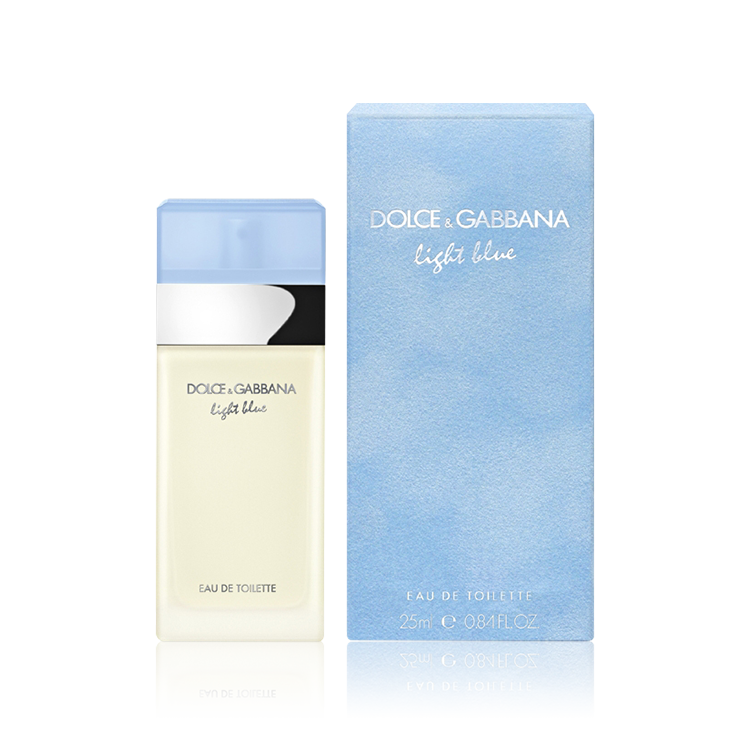 DOLCE & GABBANA
light blue
EAU DE TOILETTE
DOLCE & GABBANA
light blue
EAU DE TOILETTE
25ml ℮ 0.84 FL.OZ